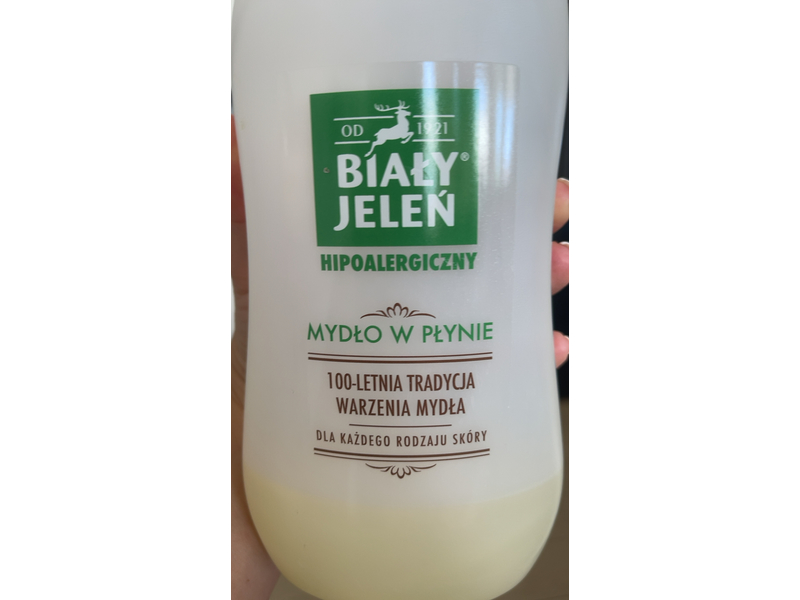 OD 1921
BIAŁY®
JELEŃ
HIPOALERGICZNY
MYDŁO W PŁYNIE
100-LETNIA TRADYCJA
WARZENIA MYDŁA
DLA KAŻDEGO RODZAJU SKÓRY